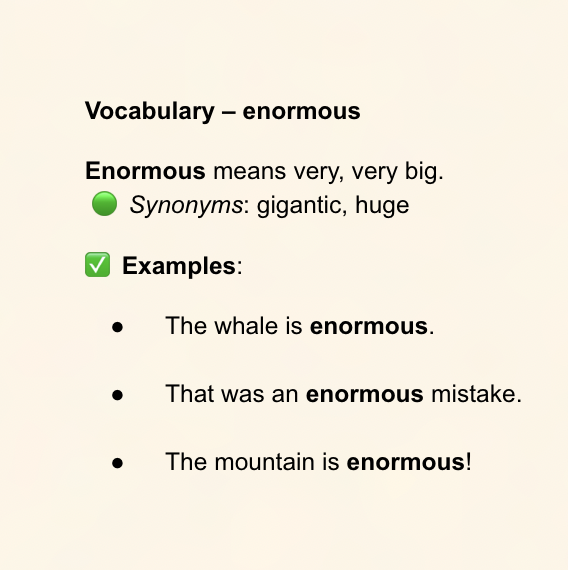 Vocabulary – enormous
Enormous means very, very big.
🟢 Synonyms: gigantic, huge
✅ Examples:
● The whale is enormous.
● That was an enormous mistake.
● The mountain is enormous!